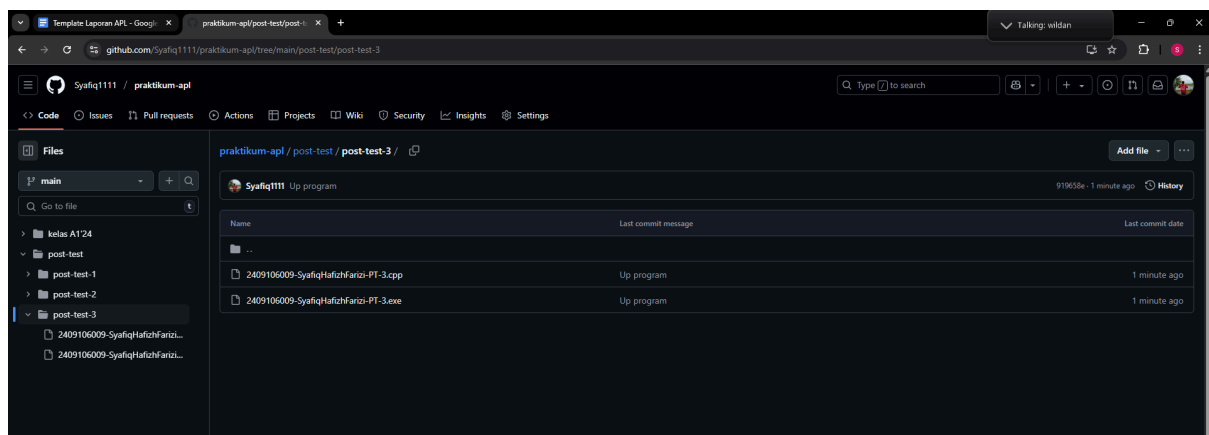 Template Laporan APL - Google
praktikum-apl/post-test/post-t
Talking: wildan
github.com/Syafiq1111/praktikum-apl/tree/main/post-test/post-test-3
S
Syafiq1111 / praktikum-apl
Type / to search
Code
Issues
Pull requests
Actions
Projects
Wiki
Security
Insights
Settings
Files
praktikum-apl / post-test / post-test-3 /
Add file
main
Syafiq1111 Up program
919658e · 1 minute ago
History
Go to file
t
Name
Last commit message
Last commit date
kelas A1'24
..
post-test
post-test-1
2409106009-SyafiqHafizhFarizi-PT-3.cpp
Up program
1 minute ago
post-test-2
2409106009-SyafiqHafizhFarizi-PT-3.exe
Up program
1 minute ago
post-test-3
2409106009-SyafiqHafizhFarizi...
2409106009-SyafiqHafizhFarizi...